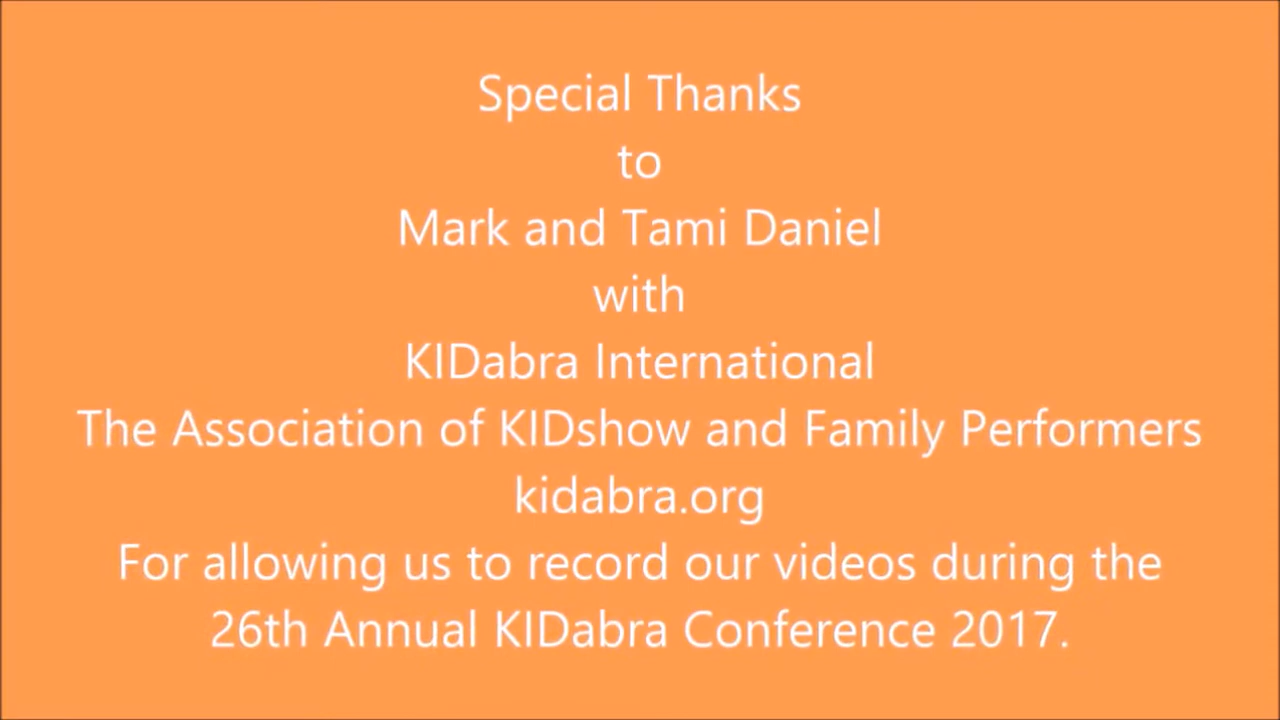 Special Thanks
to
Mark and Tami Daniel
with
KIDabra International
The Association of KIDshow and Family Performers
kidabra.org
For allowing us to record our videos during the
26th Annual KIDabra Conference 2017.